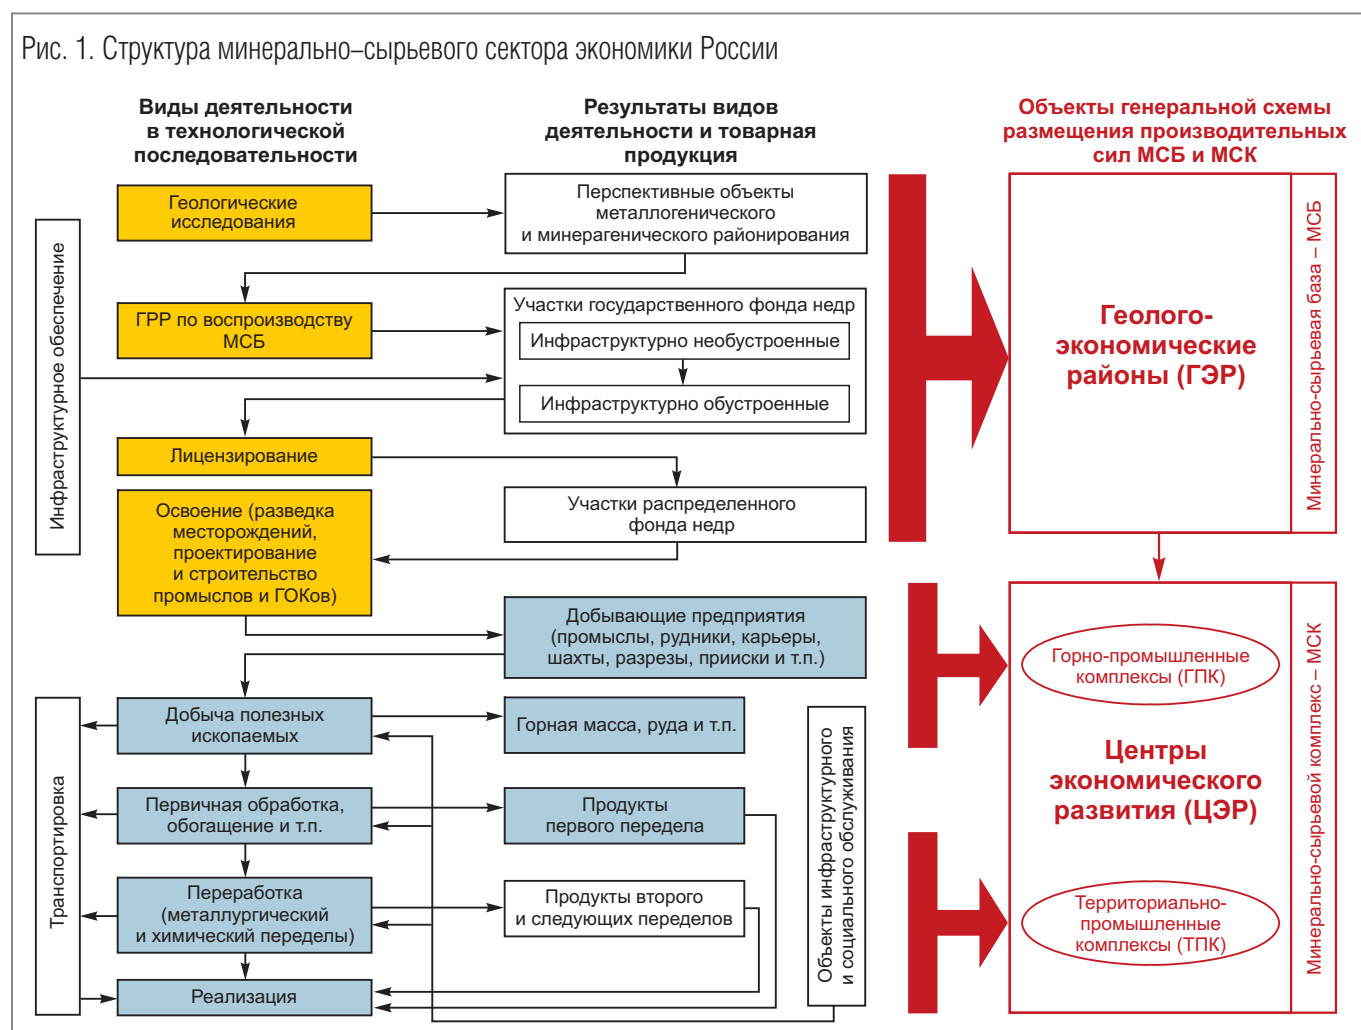 Рис. 1. Структура минерально–сырьевого сектора экономики России
Виды деятельности
в технологической
последовательности
Результаты видов
деятельности и товарная
продукция
Объекты генеральной схемы
размещения производительных
сил МСБ и МСК
Инфраструктурное обеспечение
Геологические
исследования
Перспективные объекты
металлогенического
и минерагенического районирования
ГРР по воспроизводству
МСБ
Участки государственного фонда недр
Инфраструктурно необустроенные
Инфраструктурно обустроенные
Лицензирование
Участки распределенного
фонда недр
Освоение (разведка
месторождений,
проектирование
и строительство
промыслов и ГОКов)
Добывающие предприятия
(промыслы, рудники, карьеры,
шахты, разрезы, прииски и т.п.)
Транспортировка
Добыча полезных
ископаемых
Горная масса, руда и т.п.
Первичная обработка,
обогащение и т.п.
Продукты
первого передела
Переработка
(металлургический
и химический переделы)
Продукты второго
и следующих переделов
Реализация
Объекты инфраструктурного
и социального обслуживания
Геолого-
экономические
районы (ГЭР)
Минерально-сырьевая база – МСБ
Горно-промышленные
комплексы (ГПК)
Центры
экономического
развития (ЦЭР)
Территориально-
промышленные
комплексы (ТПК)
Минерально-сырьевой комплекс – МСК